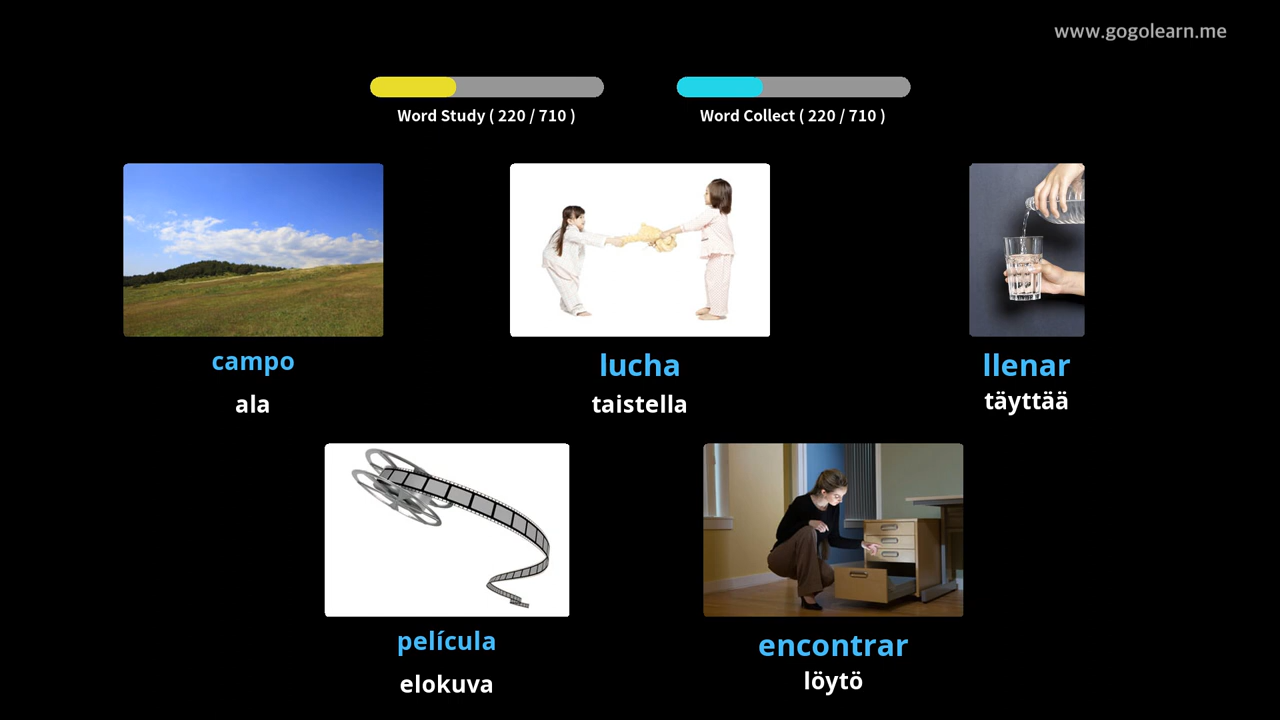 www.gogolearn.me
Word Study ( 220 / 710 )
Word Collect ( 220 / 710 )
campo
ala
lucha
taistella
llenar
täyttää
película
elokuva
encontrar
löytö